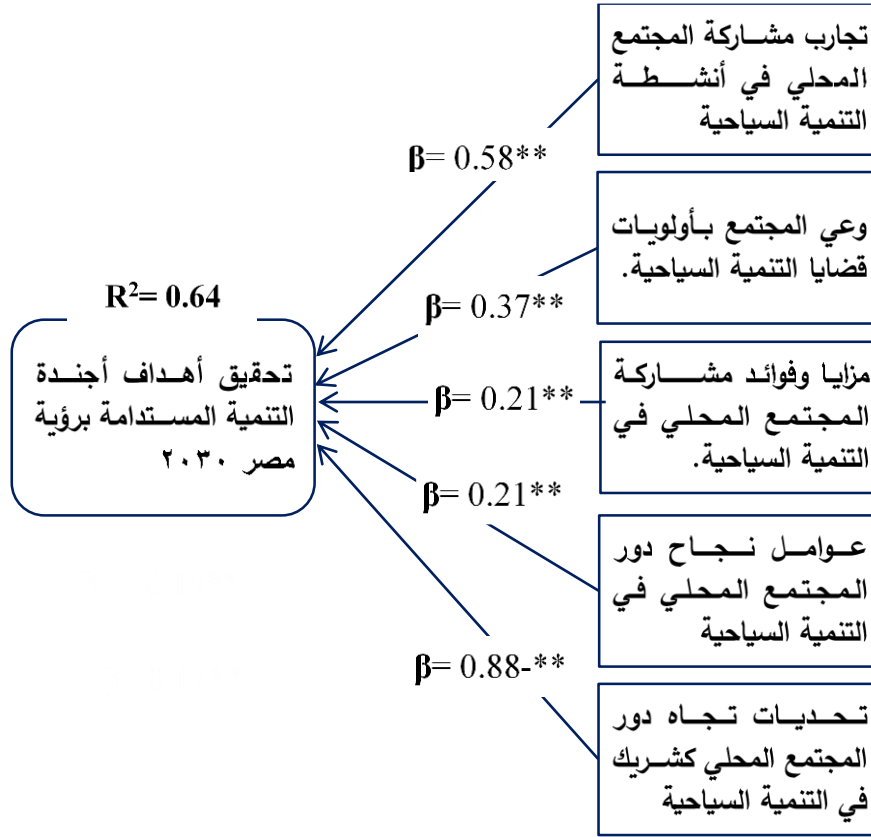 تجارب مشاركة المجتمع
المحلي في أنشطة
التنمية السياحية
β= 0.58**
وعي المجتمع بأولويات
قضايا التنمية السياحية.
β= 0.37**
R²= 0.64
تحقيق أهداف أجندة
التنمية المستدامة برؤية
مصر ٢٠٣٠
مزايا وفوائد مشاركة
المجتمع المحلي في
التنمية السياحية.
β= 0.21**
عوامل نجاح دور
المجتمع المحلي في
التنمية السياحية
β= 0.21**
تحديات تجاه دور
المجتمع المحلي كشريك
في التنمية السياحية
β= 0.88-**